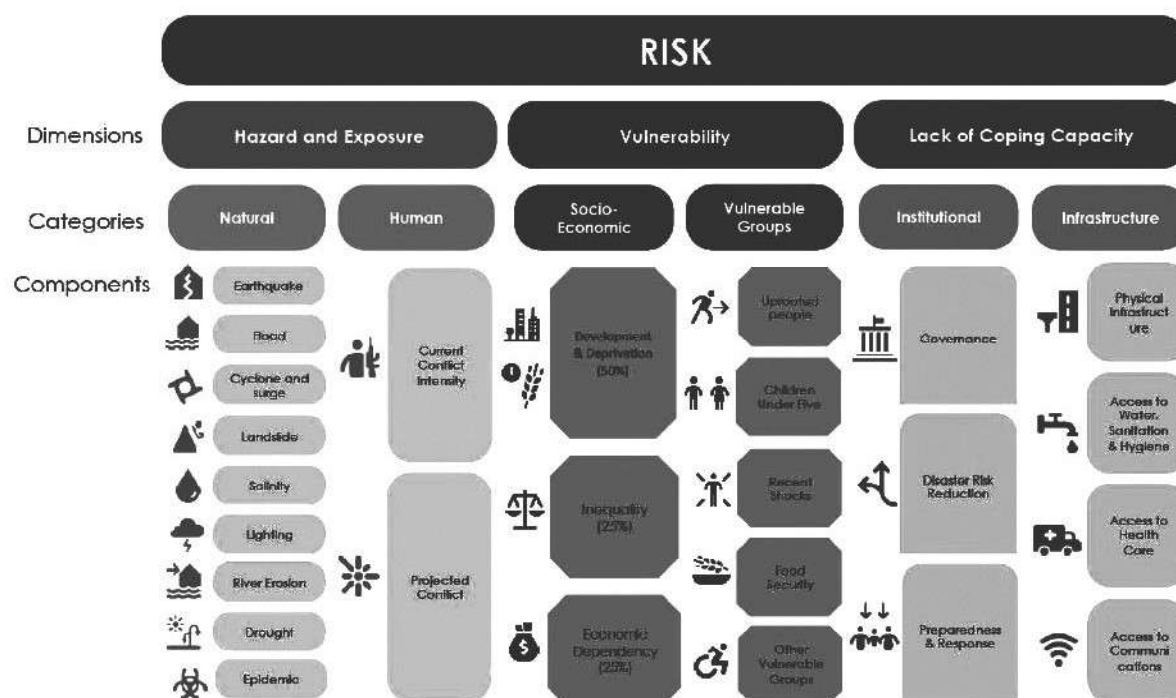 RISK
Dimensions
Hazard and Exposure
Vulnerability
Lack of Coping Capacity
Categories
Natural
Human
Socio-
Economic
Vulnerable
Groups
Institutional
Infrastructure
Components
Earthquake
Flood
Cyclone and
surge
Landslide
Salinity
Lighting
River Erosion
Drought
Epidemic
Current
Conflict
Intensity
Projected
Conflict
Development
& Deprivation
(50%)
Inequality
(25%)
Economic
Dependency
(25%)
Uprooted
people
Children
Under Five
Recent
Shocks
Food
Security
Other
Vulnerable
Groups
Governance
Disaster Risk
Reduction
Preparedness
& Response
Physical
Infrastruct
ure
Access to
Water,
Sanitation
& Hygiene
Access to
Health
Care
Access to
Communi
cations